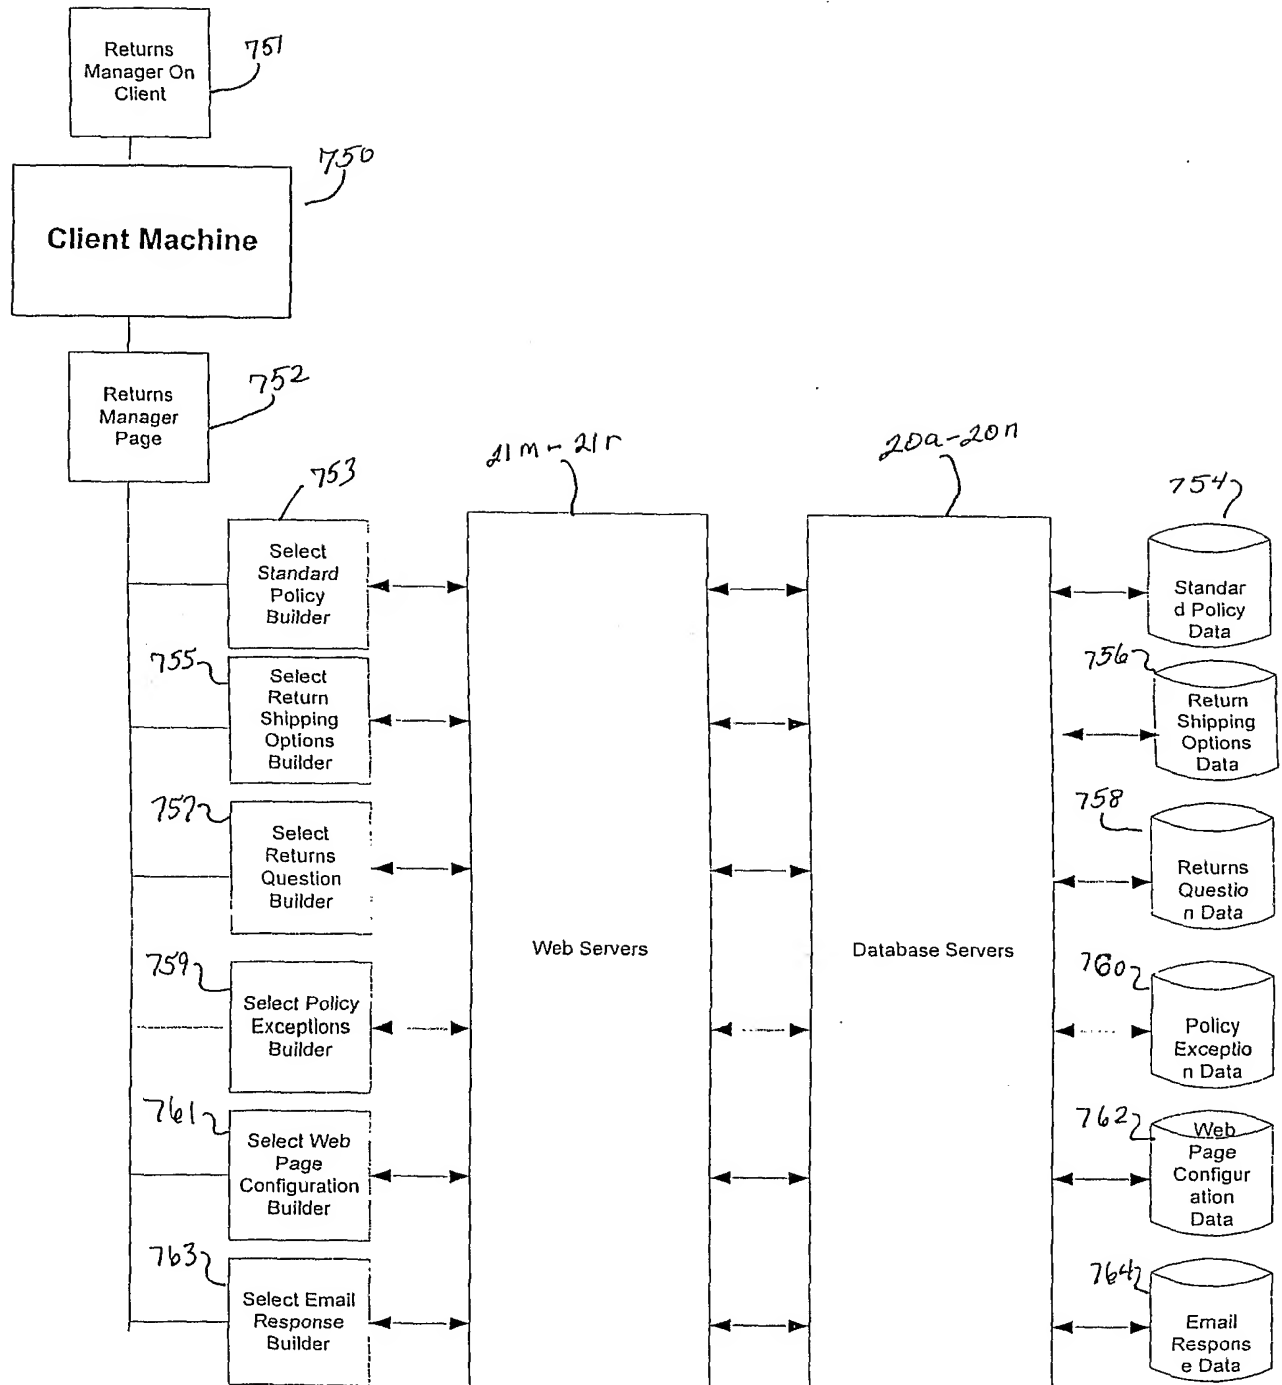 Returns
Manager On
Client
751
750
Client Machine
Returns
Manager
Page
752
753
21m - 21r
20a-20n
754
Select
Standard
Policy
Builder
Standar
d Policy
Data
755
Select
Return
Shipping
Options
Builder
756
Return
Shipping
Options
Data
757
Select
Returns
Question
Builder
758
Returns
Questio
n Data
Web Servers
Database Servers
759
Select Policy
Exceptions
Builder
760
Policy
Exceptio
n Data
761
Select Web
Page
Configuration
Builder
762
Web
Page
Configur
ation
Data
763
Select Email
Response
Builder
764
Email
Respons
e Data